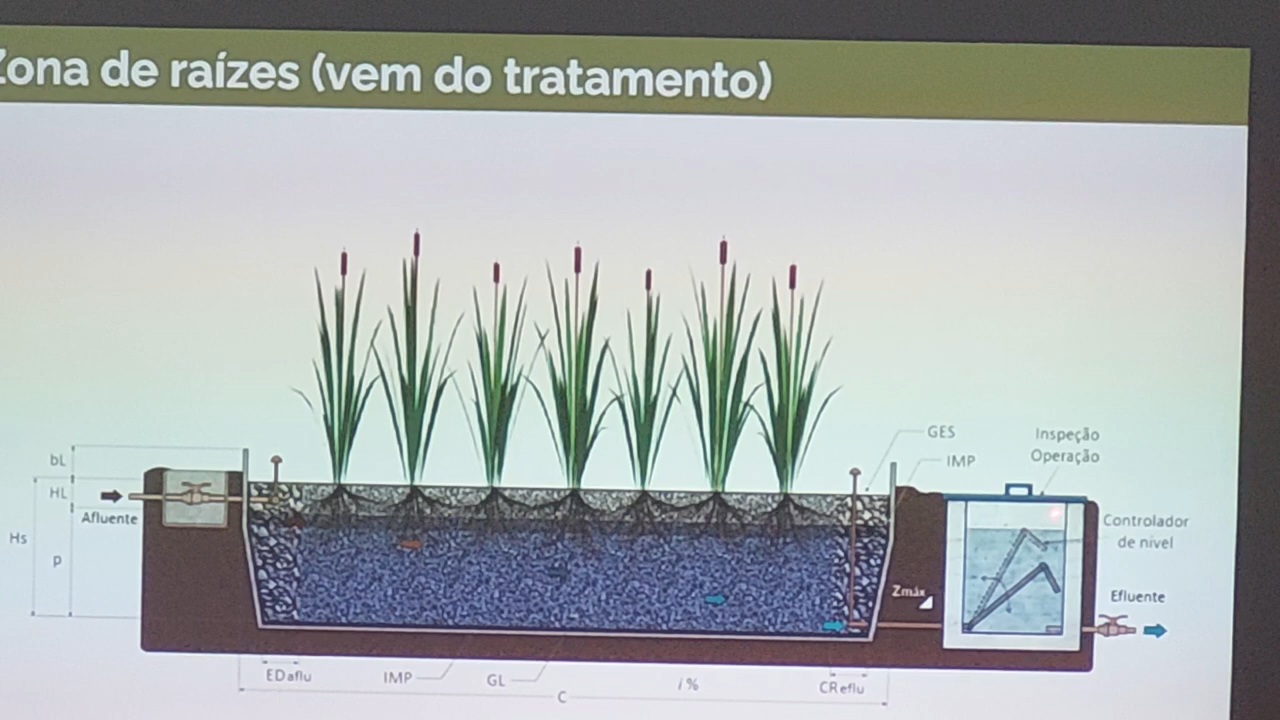 Zona de raízes (vem do tratamento)
bL
HL
Afluente
Hs
p
GES
IMP
Inspeção
Operação
Controlador
de nível
Zmáx
Efluente
EDaflu
IMP
GL
i %
CReflu
C